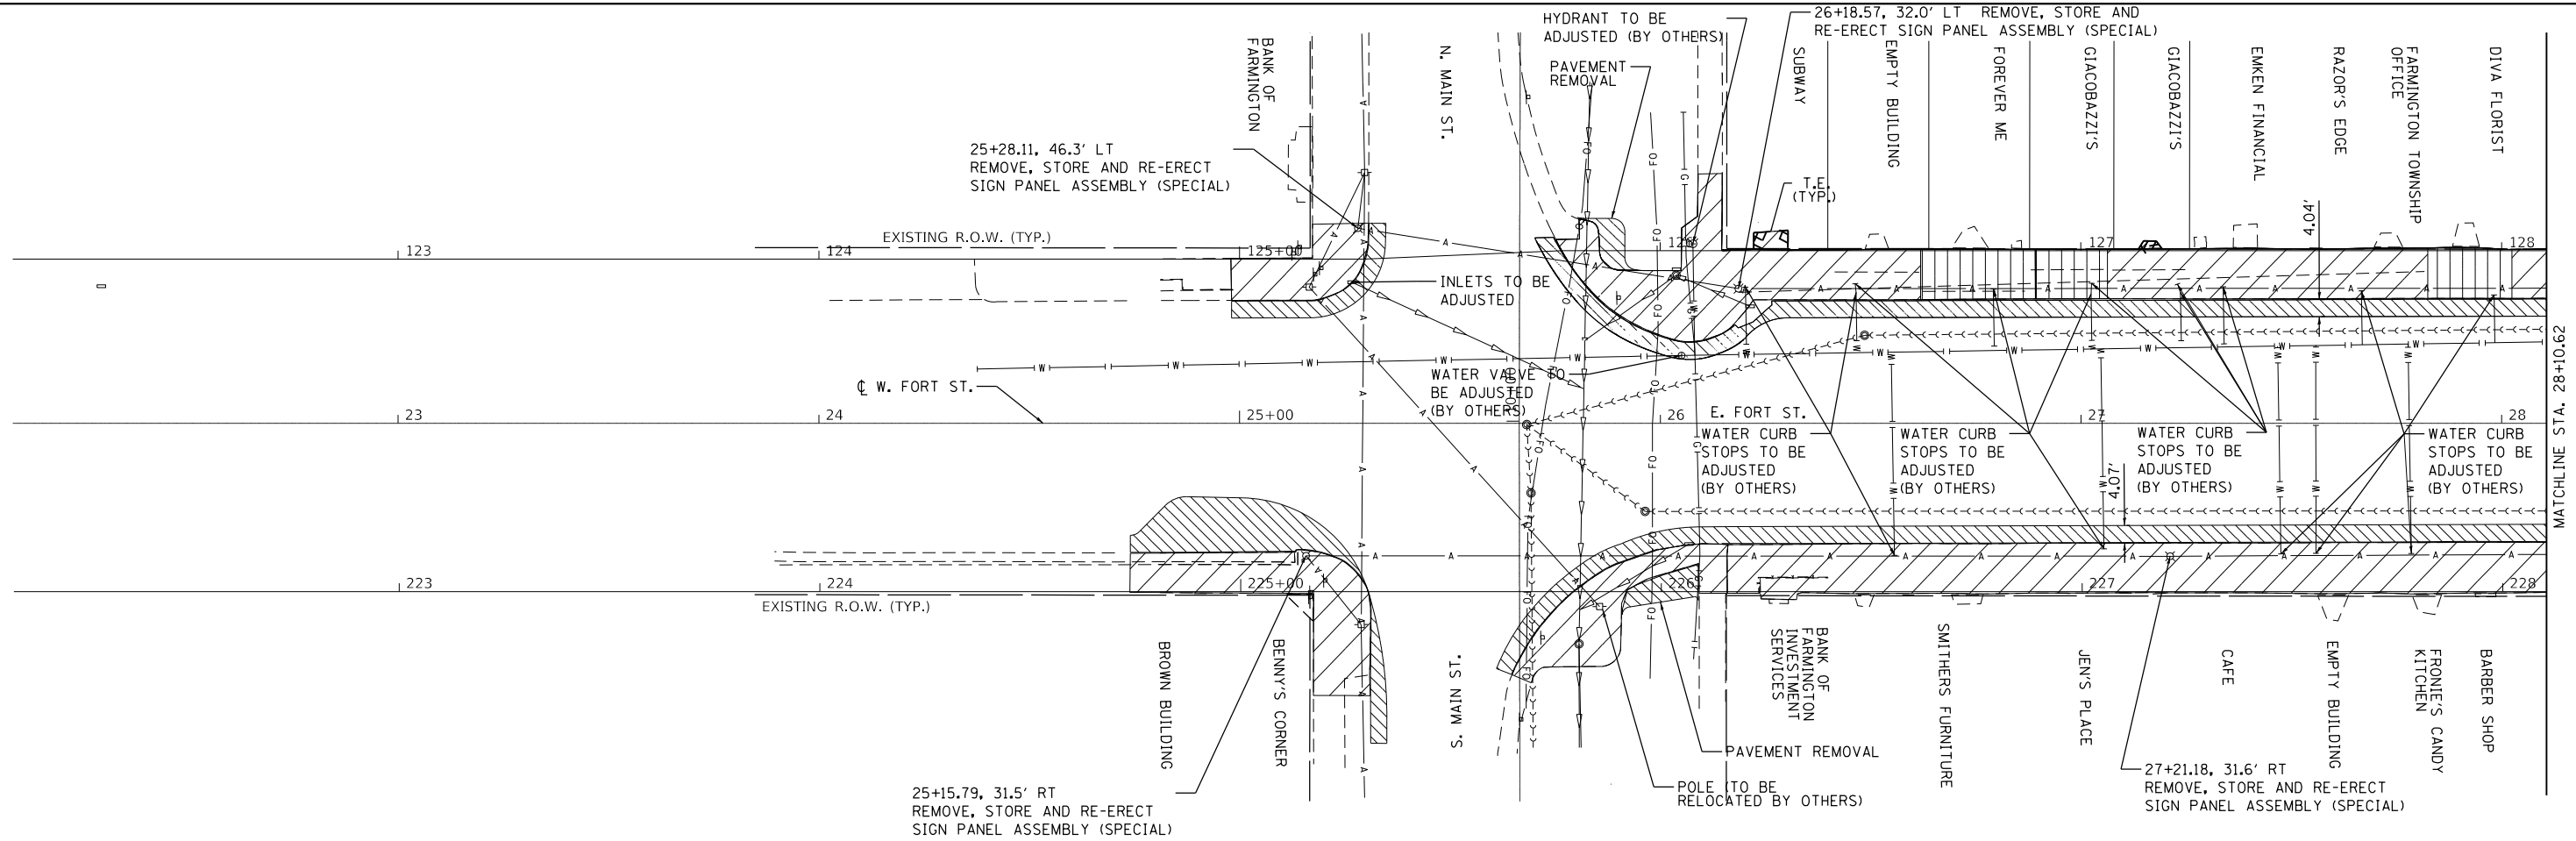 HYDRANT TO BE
ADJUSTED (BY OTHERS)
26+18.57, 32.0' LT REMOVE, STORE AND
RE-ERECT SIGN PANEL ASSEMBLY (SPECIAL)
PAVEMENT
REMOVAL
BANK OF
FARMINGTON
N. MAIN ST.
SUBWAY
EMPTY BUILDING
FOREVER ME
GIACOBAZZI'S
GIACOBAZZI'S
EMKEN FINANCIAL
RAZOR'S EDGE
FARMINGTON TOWNSHIP
OFFICE
DIVA FLORIST
25+28.11, 46.3' LT
REMOVE, STORE AND RE-ERECT
SIGN PANEL ASSEMBLY (SPECIAL)
T.E.
(TYP.)
4.04'
EXISTING R.O.W. (TYP.)
123
124
125+00
126
127
128
INLETS TO BE
ADJUSTED
℄ W. FORT ST.
WATER VALVE TO
BE ADJUSTED
(BY OTHERS)
23
24
25+00
26
27
28
E. FORT ST.
WATER CURB
STOPS TO BE
ADJUSTED
(BY OTHERS)
WATER CURB
STOPS TO BE
ADJUSTED
(BY OTHERS)
WATER CURB
STOPS TO BE
ADJUSTED
(BY OTHERS)
WATER CURB
STOPS TO BE
ADJUSTED
(BY OTHERS)
4.07'
MATCHLINE STA. 28+10.62
223
224
225+00
226
227
228
EXISTING R.O.W. (TYP.)
BROWN BUILDING
BENNY'S CORNER
S. MAIN ST.
BANK OF
FARMINGTON
INVESTMENT
SERVICES
SMITHERS FURNITURE
JEN'S PLACE
CAFE
EMPTY BUILDING
FRONIE'S CANDY
KITCHEN
BARBER SHOP
PAVEMENT REMOVAL
POLE (TO BE
RELOCATED BY OTHERS)
25+15.79, 31.5' RT
REMOVE, STORE AND RE-ERECT
SIGN PANEL ASSEMBLY (SPECIAL)
27+21.18, 31.6' RT
REMOVE, STORE AND RE-ERECT
SIGN PANEL ASSEMBLY (SPECIAL)